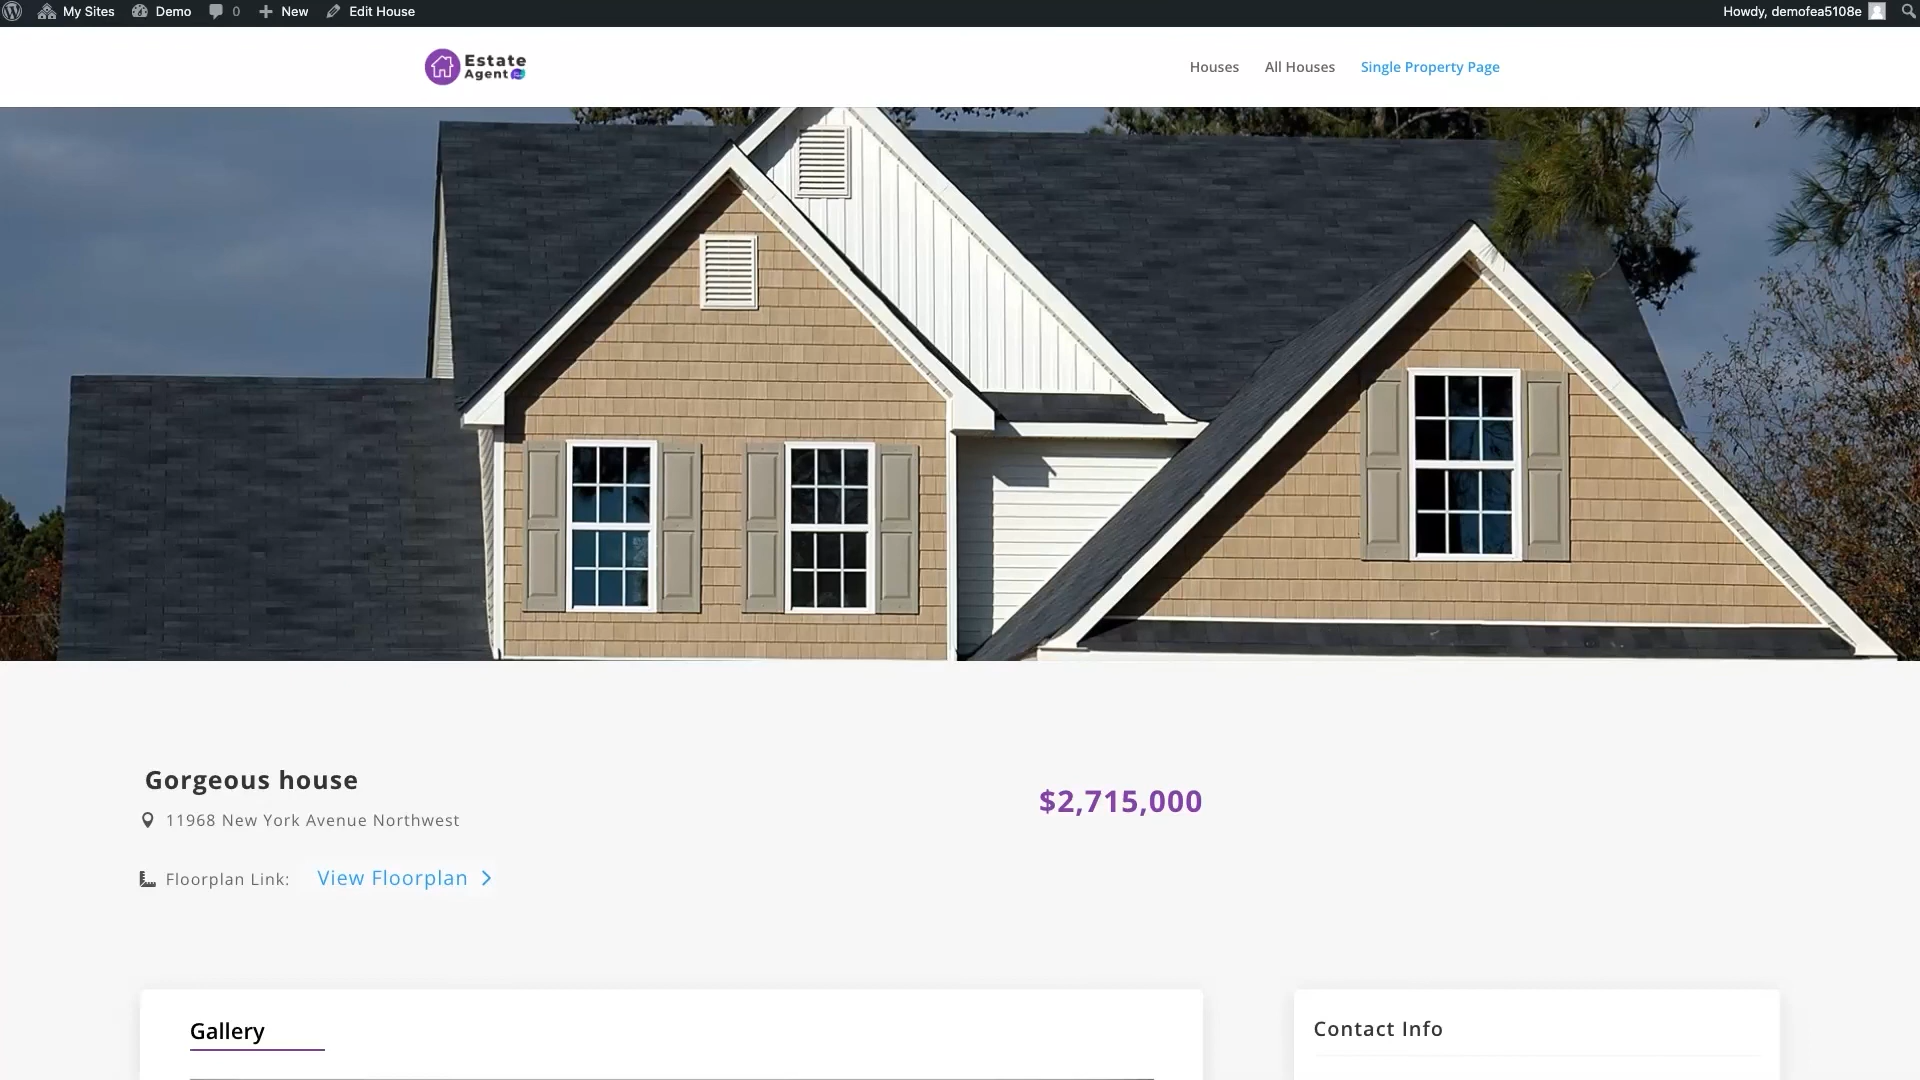 My Sites Demo 0 New Edit House Howdy, demofea5108e
Estate
Agent
Houses All Houses Single Property Page
Gorgeous house
$2,715,000
11968 New York Avenue Northwest
Floorplan Link: View Floorplan
Gallery
Contact Info